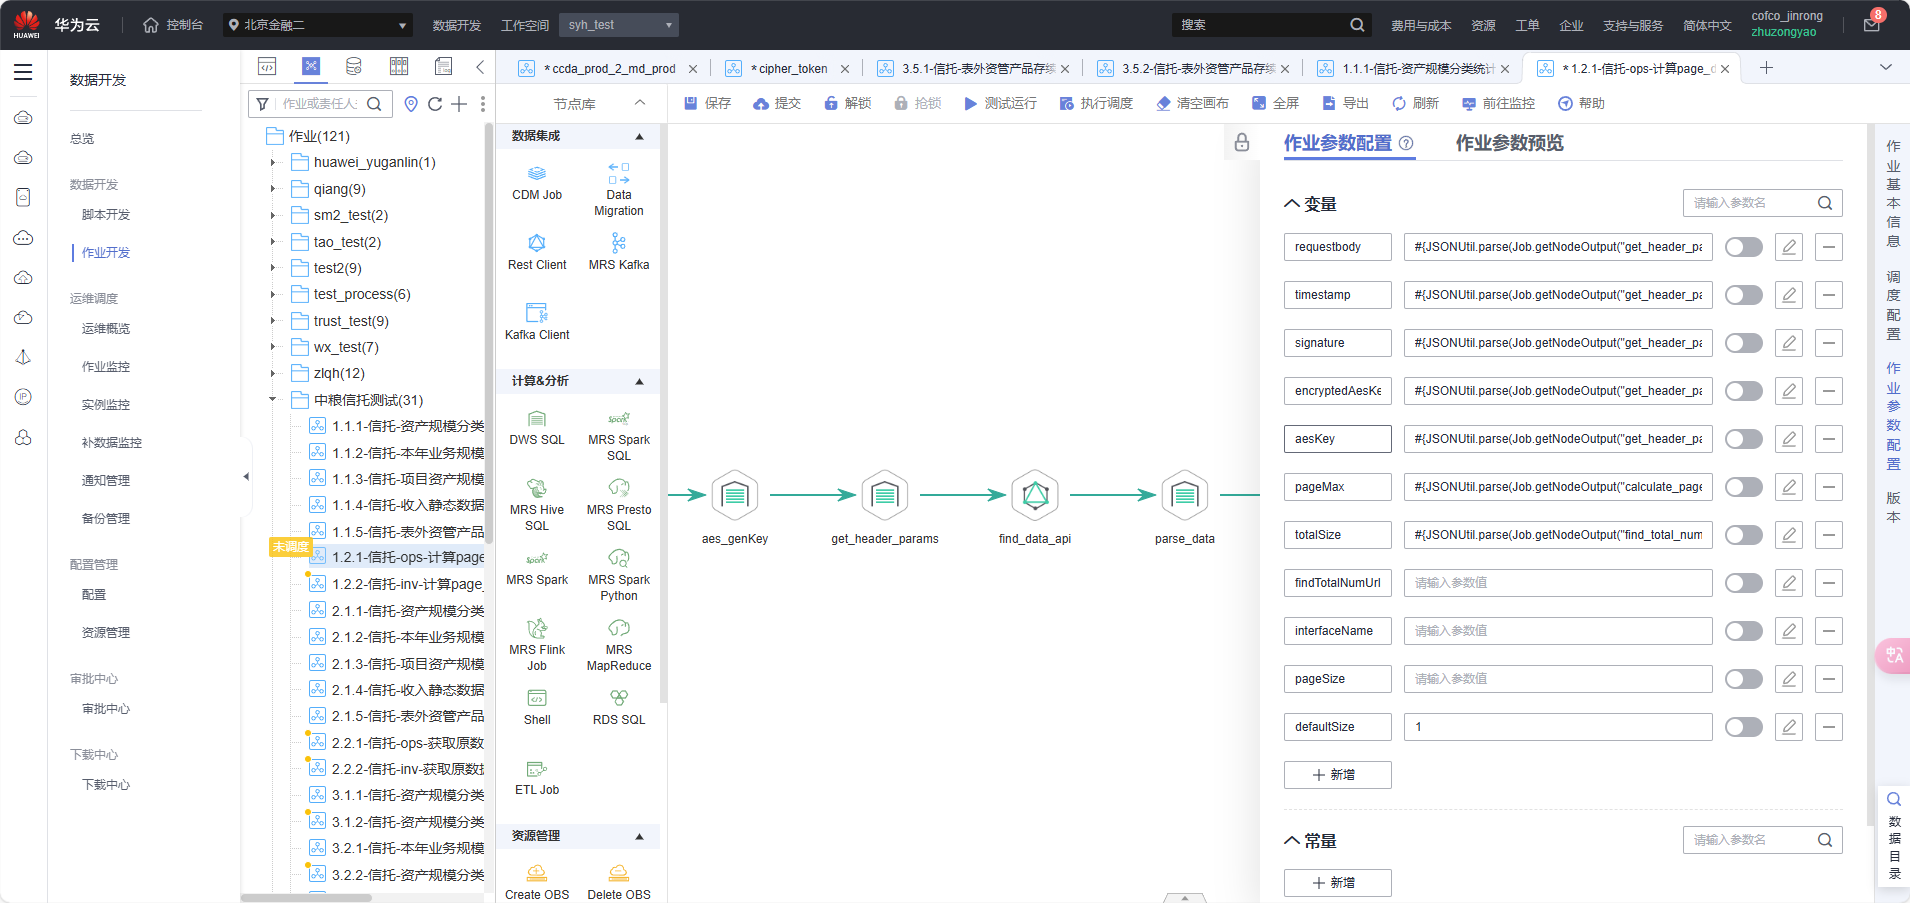 HUAWEI
华为云
控制台
北京金融二
数据开发
工作空间
syh_test
搜索
费用与成本
资源
工单
企业
支持与服务
简体中文
cofco_jinrong
zhuzongyao
8
数据开发
总览
数据开发
脚本开发
作业开发
运维调度
运维概览
作业监控
实例监控
补数据监控
通知管理
备份管理
配置管理
配置
资源管理
审批中心
审批中心
下载中心
下载中心
作业或责任人:
作业(121)
huawei_yuganlin(1)
qiang(9)
sm2_test(2)
tao_test(2)
test2(9)
test_process(6)
trust_test(9)
wx_test(7)
zlqh(12)
中粮信托测试(31)
1.1.1-信托-资产规模分类
1.1.2-信托-本年业务规模
1.1.3-信托-项目资产规模
1.1.4-信托-收入静态数据
1.1.5-信托-表外资管产品
未调度
1.2.1-信托-ops-计算page
1.2.2-信托-inv-计算page_
2.1.1-信托-资产规模分类
2.1.2-信托-本年业务规模
2.1.3-信托-项目资产规模
2.1.4-信托-收入静态数据
2.1.5-信托-表外资管产品
2.2.1-信托-ops-获取原数
2.2.2-信托-inv-获取原数据
3.1.1-信托-资产规模分类
3.1.2-信托-资产规模分类
3.2.1-信托-本年业务规模
3.2.2-信托-资产规模分类
* ccda_prod_2_md_prod
* cipher_token
3.5.1-信托-表外资管产品存续
3.5.2-信托-表外资管产品存续
1.1.1-信托-资产规模分类统计
* 1.2.1-信托-ops-计算page_d
节点库
保存
提交
解锁
抢锁
测试运行
执行调度
清空画布
全屏
导出
刷新
前往监控
帮助
数据集成
CDM Job
Data
Migration
Rest Client
MRS Kafka
Kafka Client
计算&分析
DWS SQL
MRS Spark
SQL
MRS Hive
SQL
MRS Presto
SQL
MRS Spark
MRS Spark
Python
MRS Flink
Job
MRS
MapReduce
Shell
RDS SQL
ETL Job
资源管理
Create OBS
Delete OBS
aes_genKey
get_header_params
find_data_api
parse_data
作业参数配置
作业参数预览
变量
请输入参数名
requestbody
#{JSONUtil.parse(Job.getNodeOutput("get_header_pa
timestamp
#{JSONUtil.parse(Job.getNodeOutput("get_header_pa
signature
#{JSONUtil.parse(Job.getNodeOutput("get_header_pa
encryptedAesKe
#{JSONUtil.parse(Job.getNodeOutput("get_header_pa
aesKey
#{JSONUtil.parse(Job.getNodeOutput("get_header_pa
pageMax
#{JSONUtil.parse(Job.getNodeOutput("calculate_page
totalSize
#{JSONUtil.parse(Job.getNodeOutput("find_total_num
findTotalNumUrl
请输入参数值
interfaceName
请输入参数值
pageSize
请输入参数值
defaultSize
1
新增
常量
请输入参数名
新增
作业基本信息
调度配置
作业参数配置
版本
数据目录